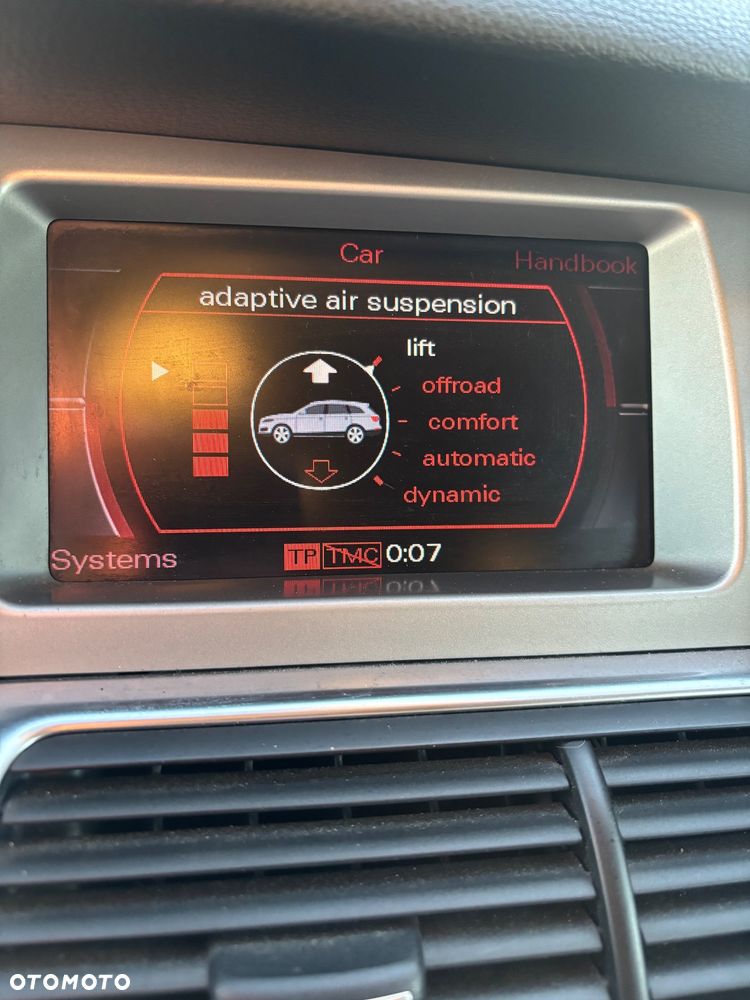 Car
Handbook
adaptive air suspension
lift
offroad
comfort
automatic
dynamic
Systems
TP TMC 0:07
OTOMOTO